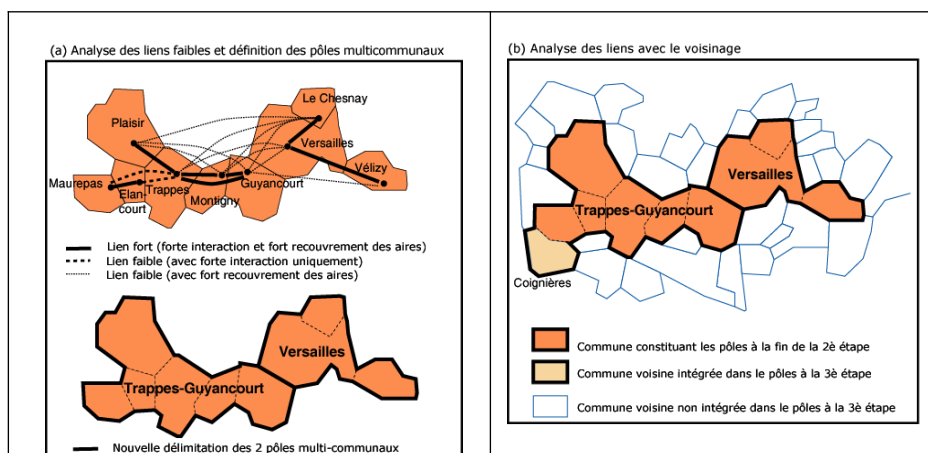 (a) Analyse des liens faibles et définition des pôles multicommunaux
Le Chesnay
Plaisir
Versailles
Vélizy
Maurepas
Elan-
court
Trappes
Montigny
Guyancourt
Lien fort (forte interaction et fort recouvrement des aires)
Lien faible (avec forte interaction uniquement)
Lien faible (avec fort recouvrement des aires)
Versailles
Trappes-Guyancourt
Nouvelle délimitation des 2 pôles multi-communaux
(b) Analyse des liens avec le voisinage
Versailles
Trappes-Guyancourt
Coignières
Commune constituant les pôles à la fin de la 2è étape
Commune voisine intégrée dans le pôles à la 3è étape
Commune voisine non intégrée dans le pôles à la 3è étape